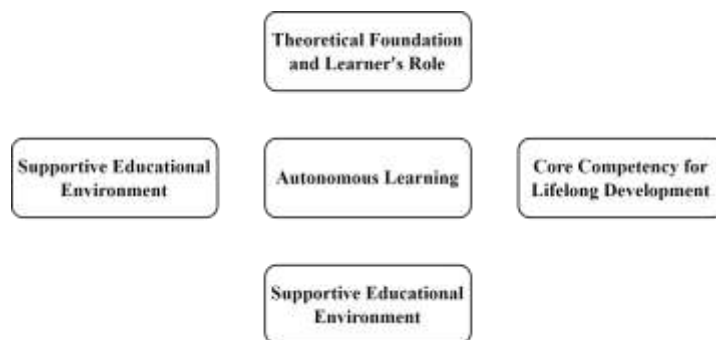 Theoretical Foundation
and Learner's Role
Supportive Educational
Environment
Autonomous Learning
Core Competency for
Lifelong Development
Supportive Educational
Environment